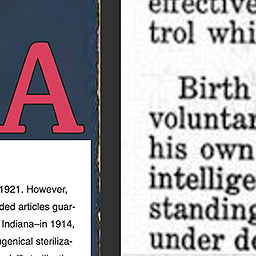 A
1921. However,
ded articles guar-
Indiana–in 1914,
genical steriliza-
effective
trol whi
Birth
voluntar
his own
intellige
standing
under de